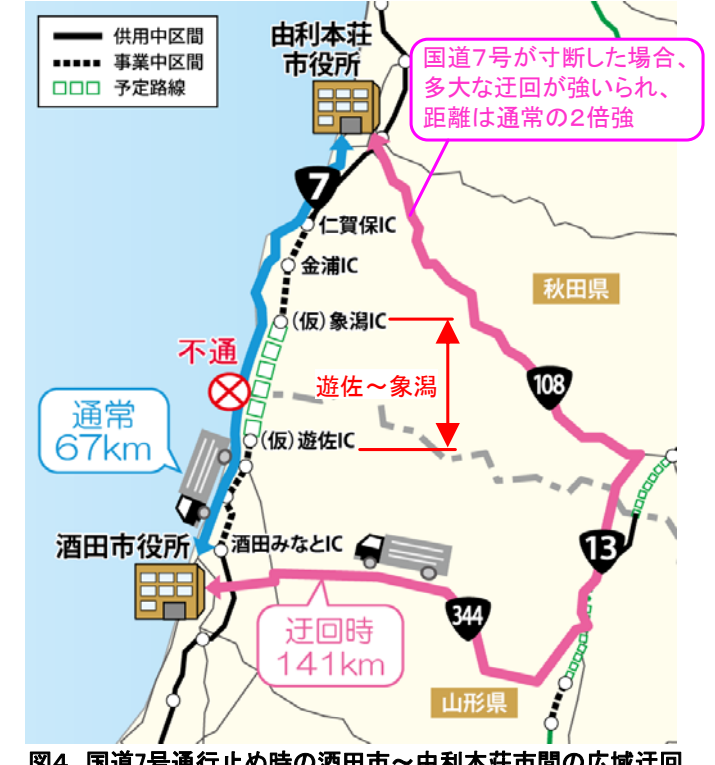 供用中区間
事業中区間
予定路線
由利本荘
市役所
国道7号が寸断した場合、
多大な迂回が強いられ、
距離は通常の2倍強
7
仁賀保IC
金浦IC
秋田県
(仮)象潟IC
不通
遊佐～象潟
108
通常
67km
(仮)遊佐IC
酒田市役所
酒田みなとIC
13
344
迂回時
141km
山形県
図4 国道7号通行止め時の酒田市～由利本荘市間の広域迂回